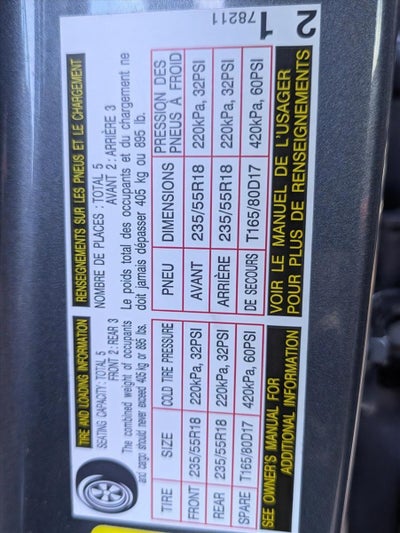 TIRE AND LOADING INFORMATION
SEATING CAPACITY : TOTAL 5
FRONT 2 : REAR 3
The combined weight of occupants
and cargo should never exceed 405 kg or 895 lbs.
TIRE SIZE COLD TIRE PRESSURE
FRONT 235/55R18 220kPa, 32PSI
REAR 235/55R18 220kPa, 32PSI
SPARE T165/80D17 420kPa, 60PSI
SEE OWNER'S MANUAL FOR
ADDITIONAL INFORMATION
RENSEIGNEMENTS SUR LES PNEUS ET LE CHARGEMENT
NOMBRE DE PLACES : TOTAL 5
AVANT 2 : ARRIÈRE 3
Le poids total des occupants et du chargement ne
doit jamais dépasser 405 kg ou 895 lb.
PNEU DIMENSIONS PRESSION DES
PNEUS À FROID
AVANT 235/55R18 220kPa, 32PSI
ARRIÈRE 235/55R18 220kPa, 32PSI
DE SECOURS T165/80D17 420kPa, 60PSI
VOIR LE MANUEL DE L'USAGER
POUR PLUS DE RENSEIGNEMENTS
78211
1 2